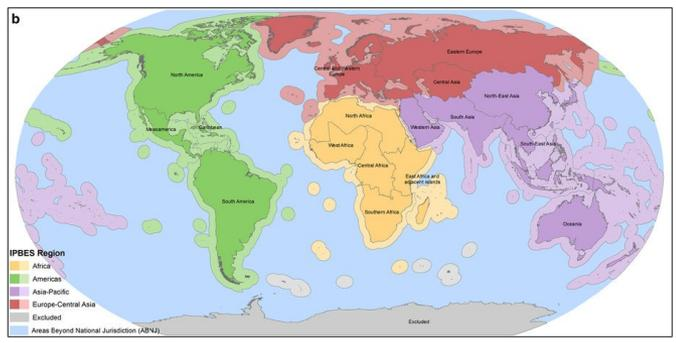 b
Eastern Europe
North America
Central and Western
Europe
Central Asia
North-East Asia
North Africa
Mesoamerica
Caribbean
Western Asia
South Asia
West Africa
South-East Asia
Central Africa
East Africa and
adjacent islands
South America
Southern Africa
Oceania
IPBES Region
Africa
Americas
Asia-Pacific
Europe-Central Asia
Excluded
Excluded
Areas Beyond National Jurisdiction (ABNJ)